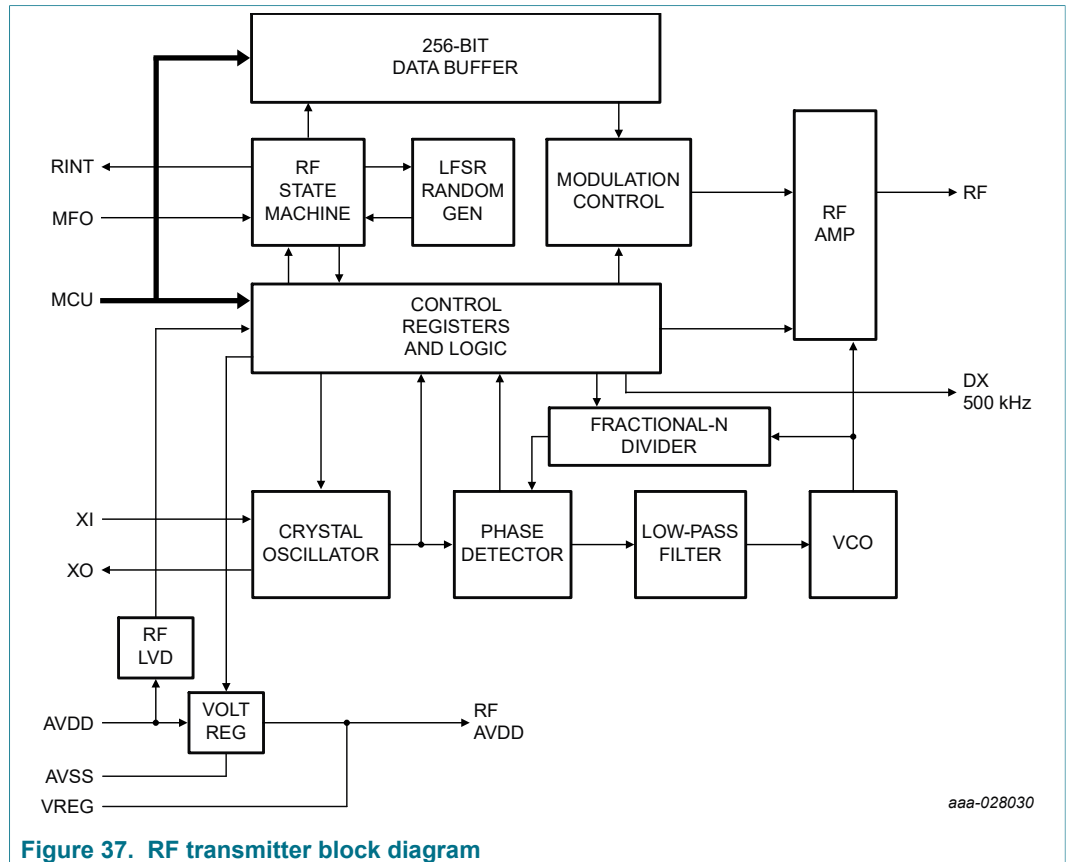 256-BIT
DATA BUFFER
RINT
RF
STATE
MACHINE
LFSR
RANDOM
GEN
MODULATION
CONTROL
RF
AMP
RF
MFO
MCU
CONTROL
REGISTERS
AND LOGIC
DX
500 kHz
FRACTIONAL-N
DIVIDER
XI
XO
CRYSTAL
OSCILLATOR
PHASE
DETECTOR
LOW-PASS
FILTER
VCO
RF
LVD
AVDD
VOLT
REG
RF
AVDD
AVSS
VREG
aaa-028030
Figure 37. RF transmitter block diagram